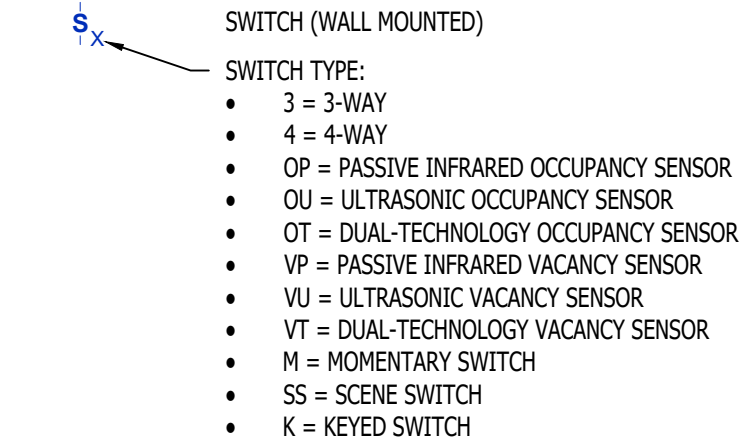 S X SWITCH (WALL MOUNTED)
SWITCH TYPE:
• 3 = 3-WAY
• 4 = 4-WAY
• OP = PASSIVE INFRARED OCCUPANCY SENSOR
• OU = ULTRASONIC OCCUPANCY SENSOR
• OT = DUAL-TECHNOLOGY OCCUPANCY SENSOR
• VP = PASSIVE INFRARED VACANCY SENSOR
• VU = ULTRASONIC VACANCY SENSOR
• VT = DUAL-TECHNOLOGY VACANCY SENSOR
• M = MOMENTARY SWITCH
• SS = SCENE SWITCH
• K = KEYED SWITCH